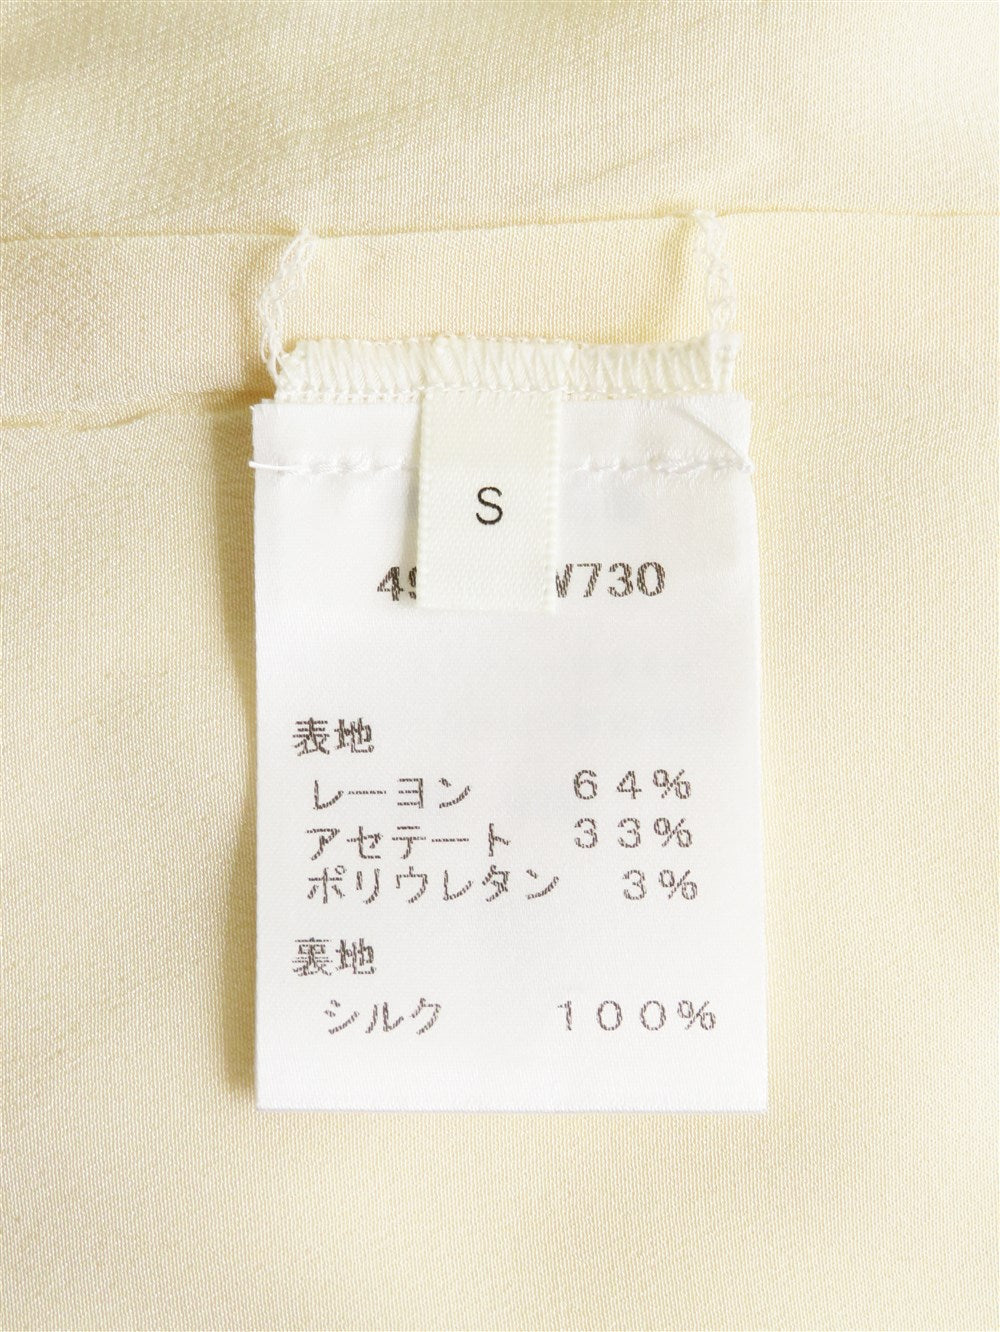 S
V730
表地
レーヨン 64%
アセテート 33%
ポリウレタン 3%
裏地
シルク 100%